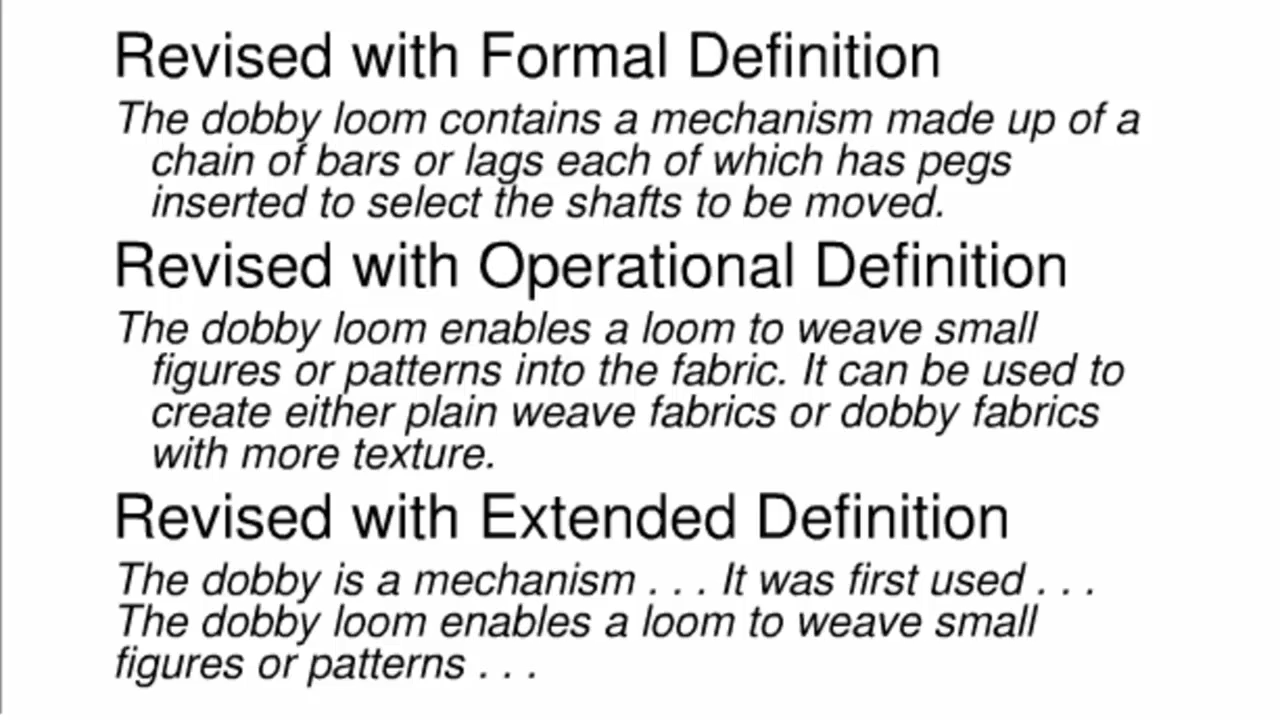 Revised with Formal Definition
The dobby loom contains a mechanism made up of a
chain of bars or lags each of which has pegs
inserted to select the shafts to be moved.
Revised with Operational Definition
The dobby loom enables a loom to weave small
figures or patterns into the fabric. It can be used to
create either plain weave fabrics or dobby fabrics
with more texture.
Revised with Extended Definition
The dobby is a mechanism . . . It was first used . . .
The dobby loom enables a loom to weave small
figures or patterns . . .